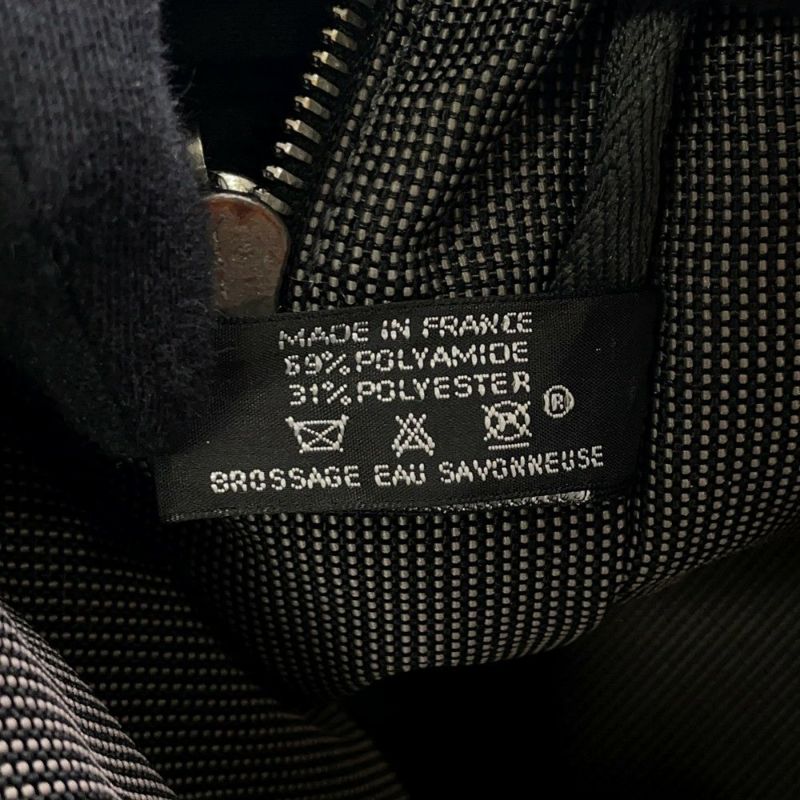 MADE IN FRANCE
69% POLYAMIDE
31% POLYESTER
®
BROSSAGE EAU SAVONNEUSE